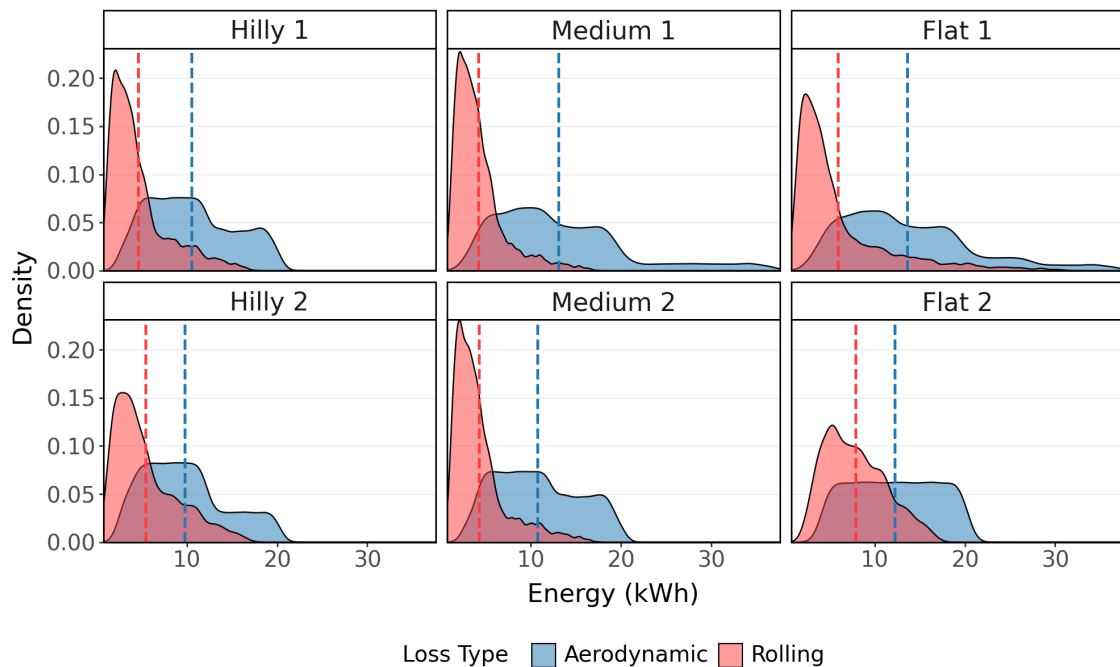 Hilly 1
Medium 1
Flat 1
0.20
0.15
0.10
0.05
0.00
Hilly 2
Medium 2
Flat 2
0.20
0.15
0.10
0.05
0.00
10 30
10 20 30
10 20 30
Density
Energy (kWh)
Loss Type Aerodynamic Rolling